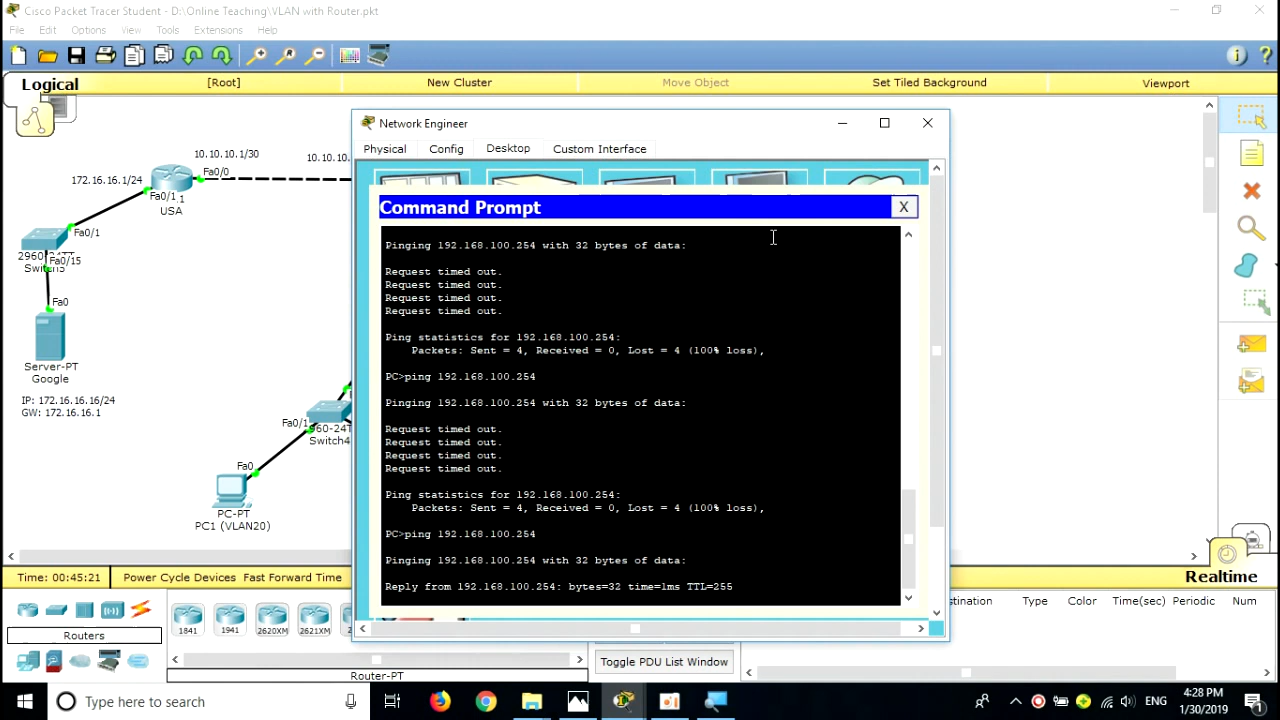 Cisco Packet Tracer Student - D:\Online Teaching\VLAN with Router.pkt
File Edit Options View Tools Extensions Help
Logical
[Root]
New Cluster
Move Object
Set Tiled Background
Viewport
10.10.10.1/30
10.10.10.
Fa0/0
172.16.16.1/24
Fa0/1
.1
USA
Fa0/1
2960
Switch3
Fa0/15
Fa0
Server-PT
Google
IP: 172.16.16.16/24
GW: 172.16.16.1
Fa0/1
960-24T
Switch4
Fa0
PC-PT
PC1 (VLAN20)
Network Engineer
Physical Config Desktop Custom Interface
Command Prompt
X
Pinging 192.168.100.254 with 32 bytes of data:
Request timed out.
Request timed out.
Request timed out.
Request timed out.
Ping statistics for 192.168.100.254:
Packets: Sent = 4, Received = 0, Lost = 4 (100% loss),
PC>ping 192.168.100.254
Pinging 192.168.100.254 with 32 bytes of data:
Request timed out.
Request timed out.
Request timed out.
Request timed out.
Ping statistics for 192.168.100.254:
Packets: Sent = 4, Received = 0, Lost = 4 (100% loss),
PC>ping 192.168.100.254
Pinging 192.168.100.254 with 32 bytes of data:
Reply from 192.168.100.254: bytes=32 time=1ms TTL=255
Time: 00:45:21 Power Cycle Devices Fast Forward Time
Realtime
Routers
1841
1941
2620XM
2621XM
Router-PT
Toggle PDU List Window
stination Type Color Time(sec) Periodic Num
Type here to search
ENG
4:28 PM
1/30/2019